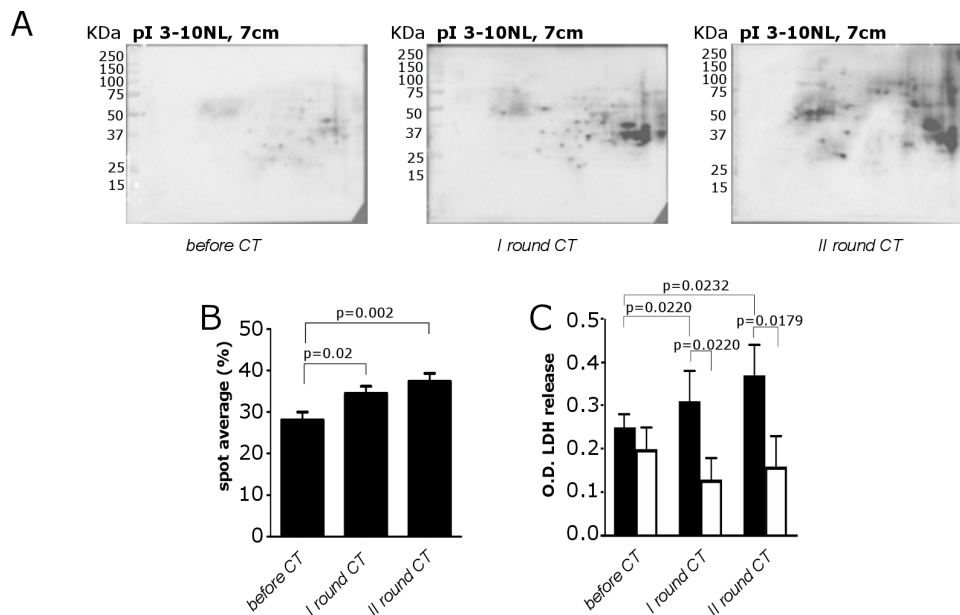 A
KDa pI 3-10NL, 7cm
250
150
100
75
50
37
25
15
before CT
KDa pI 3-10NL, 7cm
250
150
100
75
50
37
25
15
I round CT
KDa pI 3-10NL, 7cm
250
150
100
75
50
37
25
15
II round CT
B
p=0.002
p=0.02
spot average (%)
50
40
30
20
10
0
before CT
I round CT
II round CT
C
p=0.0232
p=0.0220
p=0.0179
p=0.0220
O.D. LDH release
0.5
0.4
0.3
0.2
0.1
0.0
before CT
I round CT
II round CT